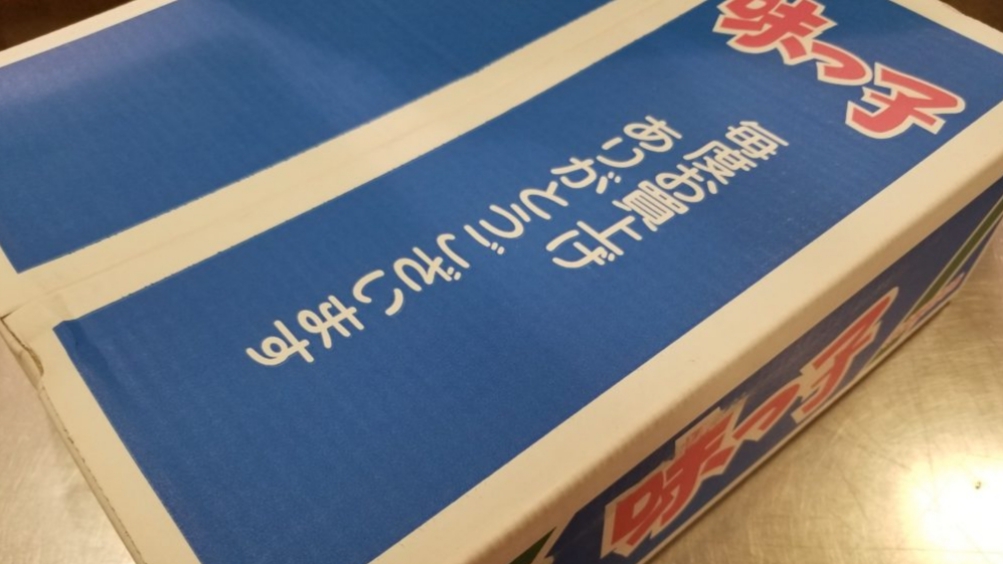 味っ子
毎度お買上げ
ありがとうございます
味っ子